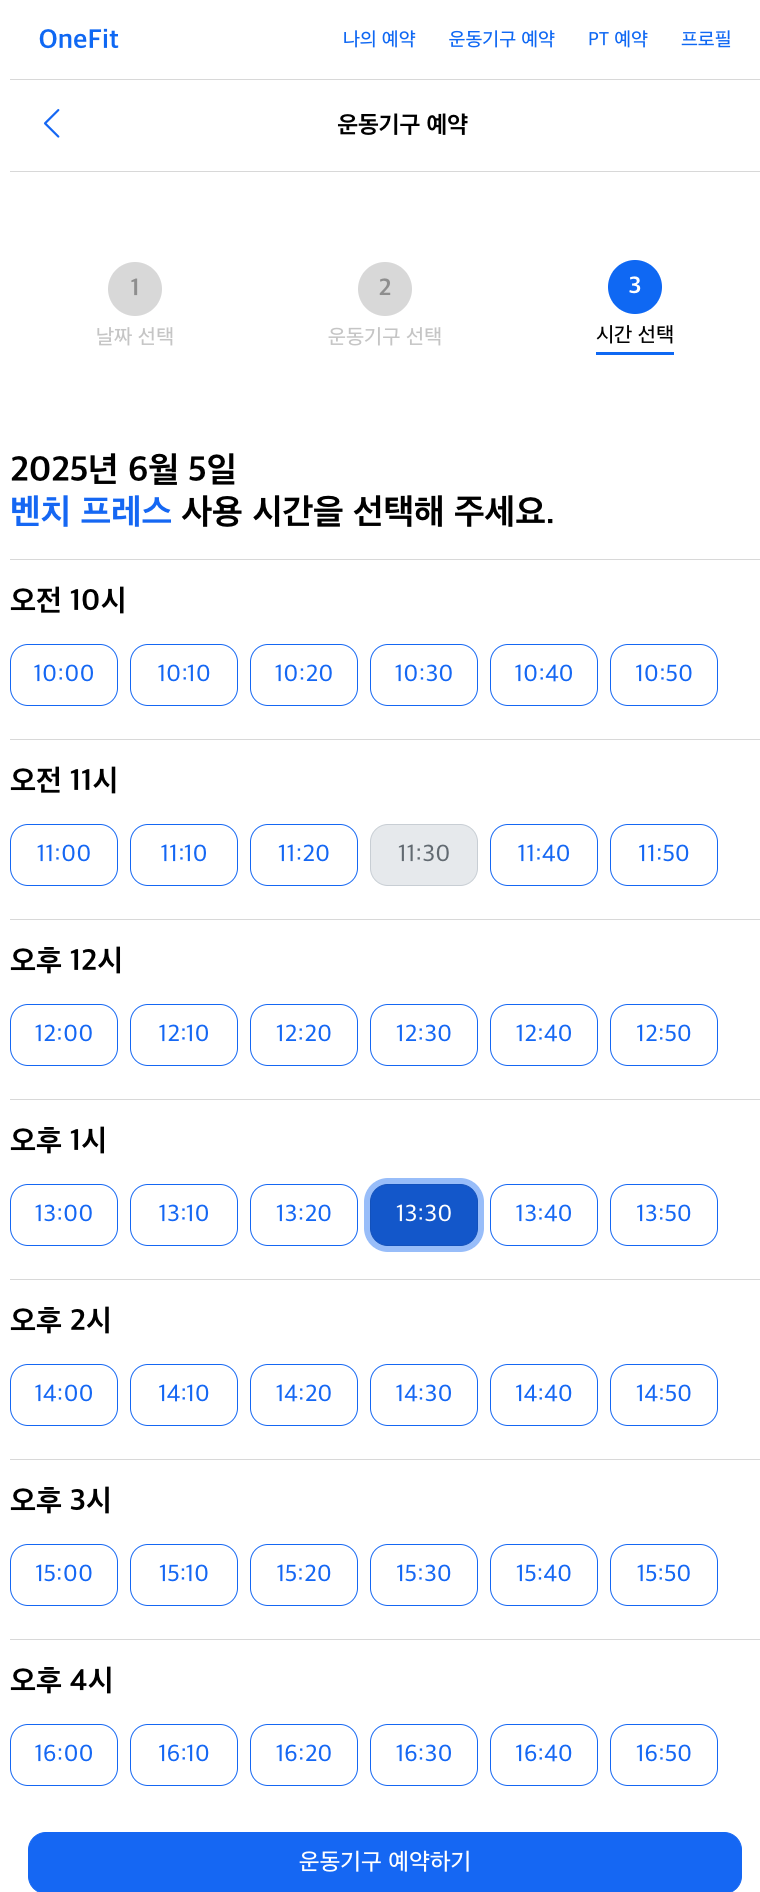 OneFit 나의 예약 운동기구 예약 PT 예약 프로필
운동기구 예약
1 2 3
날짜 선택 운동기구 선택 시간 선택
2025년 6월 5일
벤치 프레스 사용 시간을 선택해 주세요.
오전 10시
10:00 10:10 10:20 10:30 10:40 10:50
오전 11시
11:00 11:10 11:20 11:30 11:40 11:50
오후 12시
12:00 12:10 12:20 12:30 12:40 12:50
오후 1시
13:00 13:10 13:20 13:30 13:40 13:50
오후 2시
14:00 14:10 14:20 14:30 14:40 14:50
오후 3시
15:00 15:10 15:20 15:30 15:40 15:50
오후 4시
16:00 16:10 16:20 16:30 16:40 16:50
운동기구 예약하기